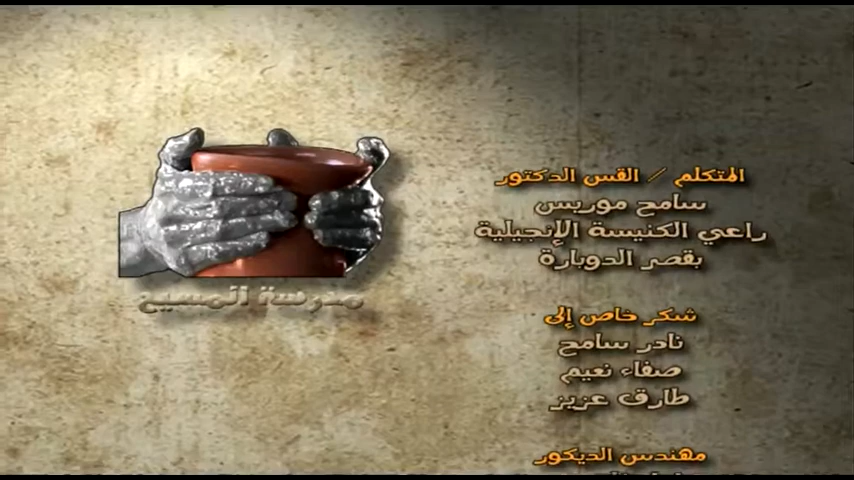 المتكلم / القس الدكتور
سامح موريس
راعي الكنيسة الإنجيلية
بقصر الدوبارة
مدرسة المسيح
شكر خاص إلى
نادر سامح
صفاء نعيم
طارق عزيز
مهندس الديكور